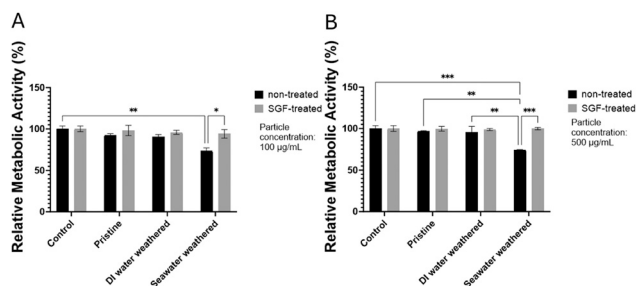 A
Relative Metabolic Activity (%)
150
100
50
0
**
*
Control
Pristine
DI water weathered
Seawater weathered
non-treated
SGF-treated
Particle
concentration:
100 µg/mL
B
Relative Metabolic Activity (%)
150
100
50
0
***
**
**
***
Control
Pristine
DI water weathered
Seawater weathered
non-treated
SGF-treated
Particle
concentration:
500 µg/mL